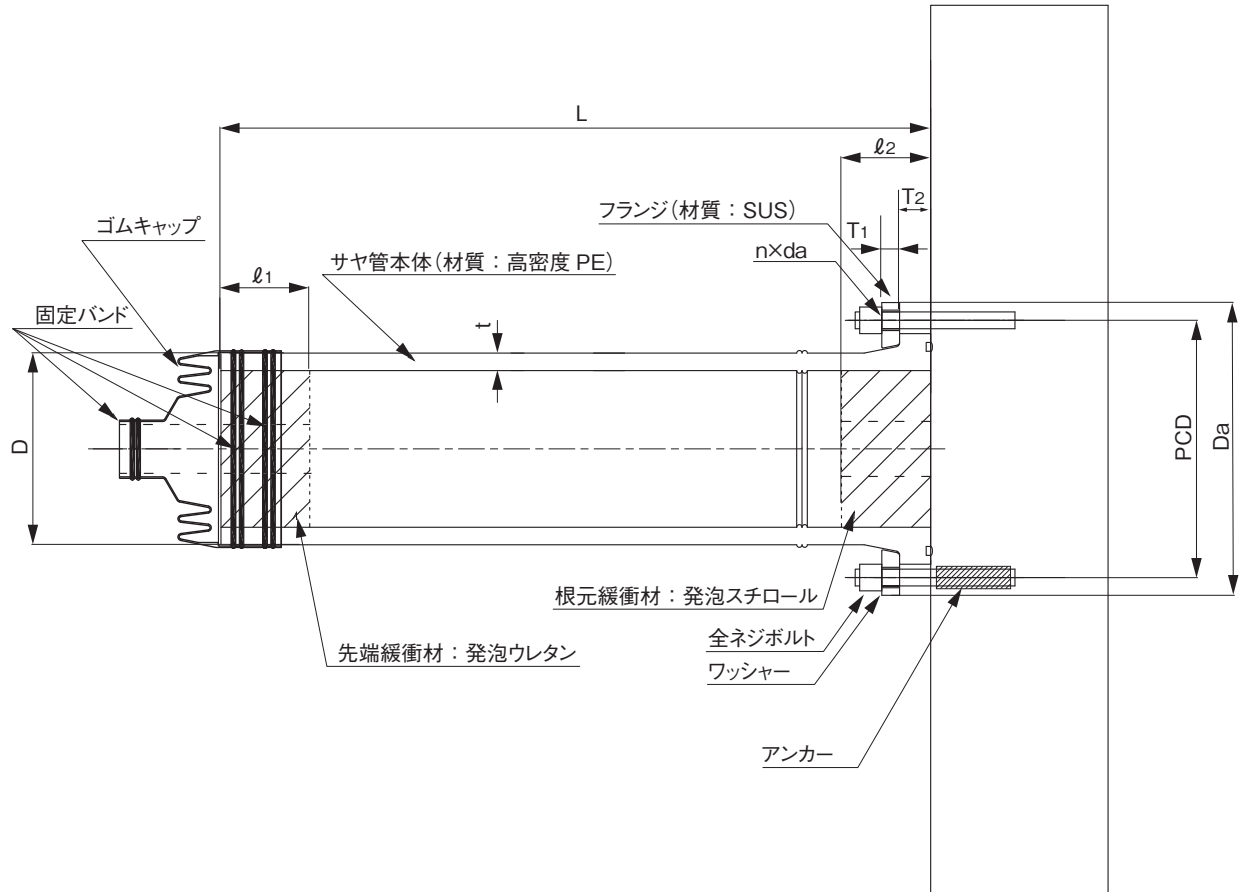 L
ℓ2
T2
フランジ(材質：SUS)
T1
n×da
ゴムキャップ
サヤ管本体(材質：高密度 PE)
ℓ1
固定バンド
t
D
PCD
Da
根元緩衝材：発泡スチロール
全ネジボルト
先端緩衝材：発泡ウレタン
ワッシャー
アンカー